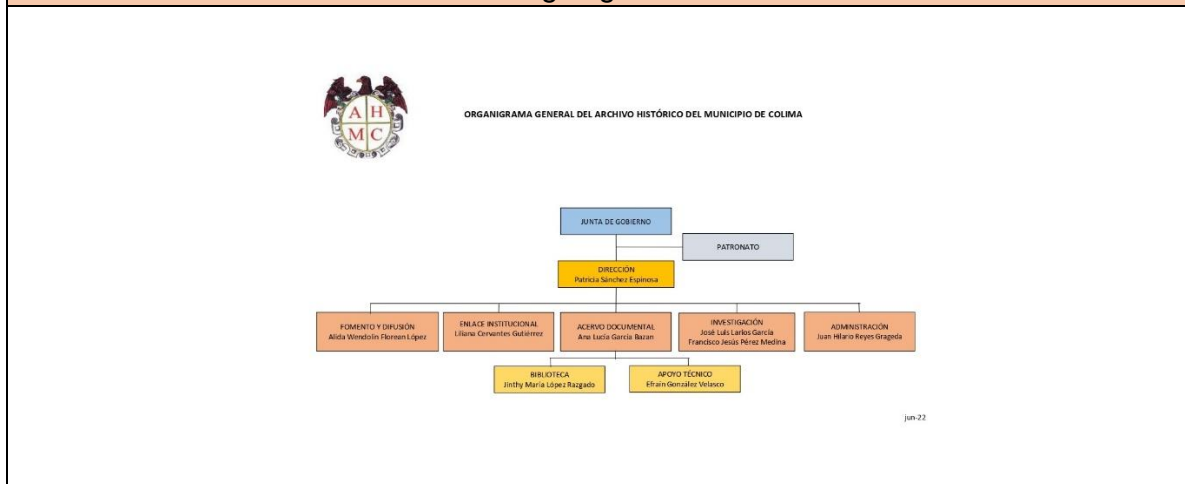 A H
M C
ORGANIGRAMA GENERAL DEL ARCHIVO HISTÓRICO DEL MUNICIPIO DE COLIMA
JUNTA DE GOBIERNO
PATRONATO
DIRECCIÓN
Patricia Sánchez Espinosa
FOMENTO Y DIFUSIÓN
Alida Wendolin Florean López
ENLACE INSTITUCIONAL
Liliana Cervantes Gutiérrez
ACERVO DOCUMENTAL
Ana Lucía García Bazan
INVESTIGACIÓN
José Luis Larios García
Francisco Jesús Pérez Medina
ADMINISTRACIÓN
Juan Hilario Reyes Grageda
BIBLIOTECA
Jinthy María López Razgado
APOYO TÉCNICO
Efraín González Velasco
jun-22